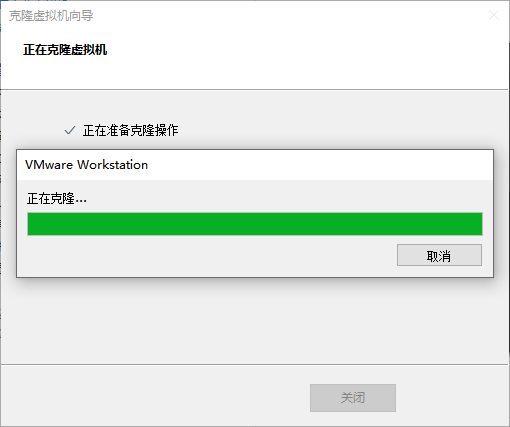 克隆虚拟机向导
正在克隆虚拟机
正在准备克隆操作
VMware Workstation
正在克隆...
取消
关闭